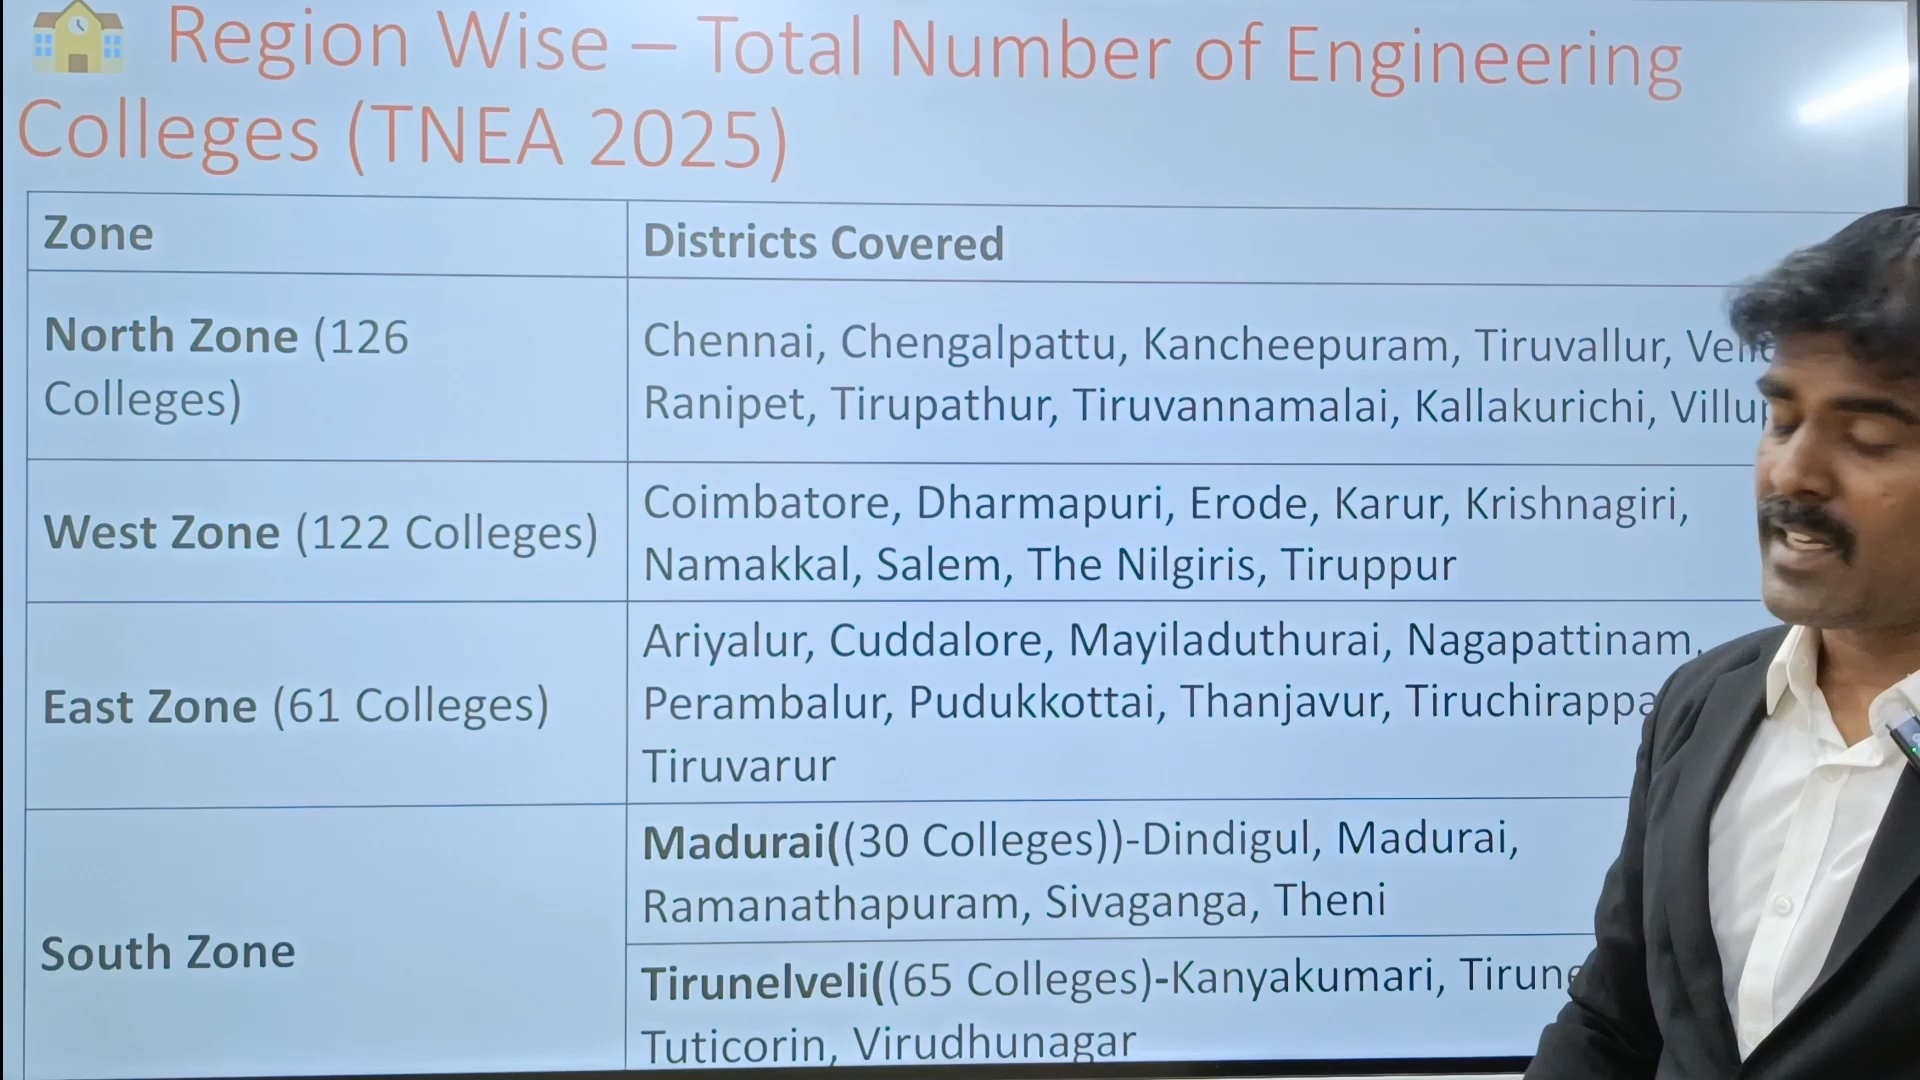 Region Wise – Total Number of Engineering
Colleges (TNEA 2025)
Zone
Districts Covered
North Zone (126
Colleges)
Chennai, Chengalpattu, Kancheepuram, Tiruvallur,
Ranipet, Tirupathur, Tiruvannamalai, Kallakurichi,
West Zone (122 Colleges)
Coimbatore, Dharmapuri, Erode, Karur, Krishnagiri,
Namakkal, Salem, The Nilgiris, Tiruppur
East Zone (61 Colleges)
Ariyalur, Cuddalore, Mayiladuthurai, Nagapattinam,
Perambalur, Pudukkottai, Thanjavur,
Tiruvarur
South Zone
Madurai((30 Colleges))-Dindigul, Madurai,
Ramanathapuram, Sivaganga, Theni
Tirunelveli((65 Colleges)-Kanyakumari,
Tuticorin, Virudhunagar